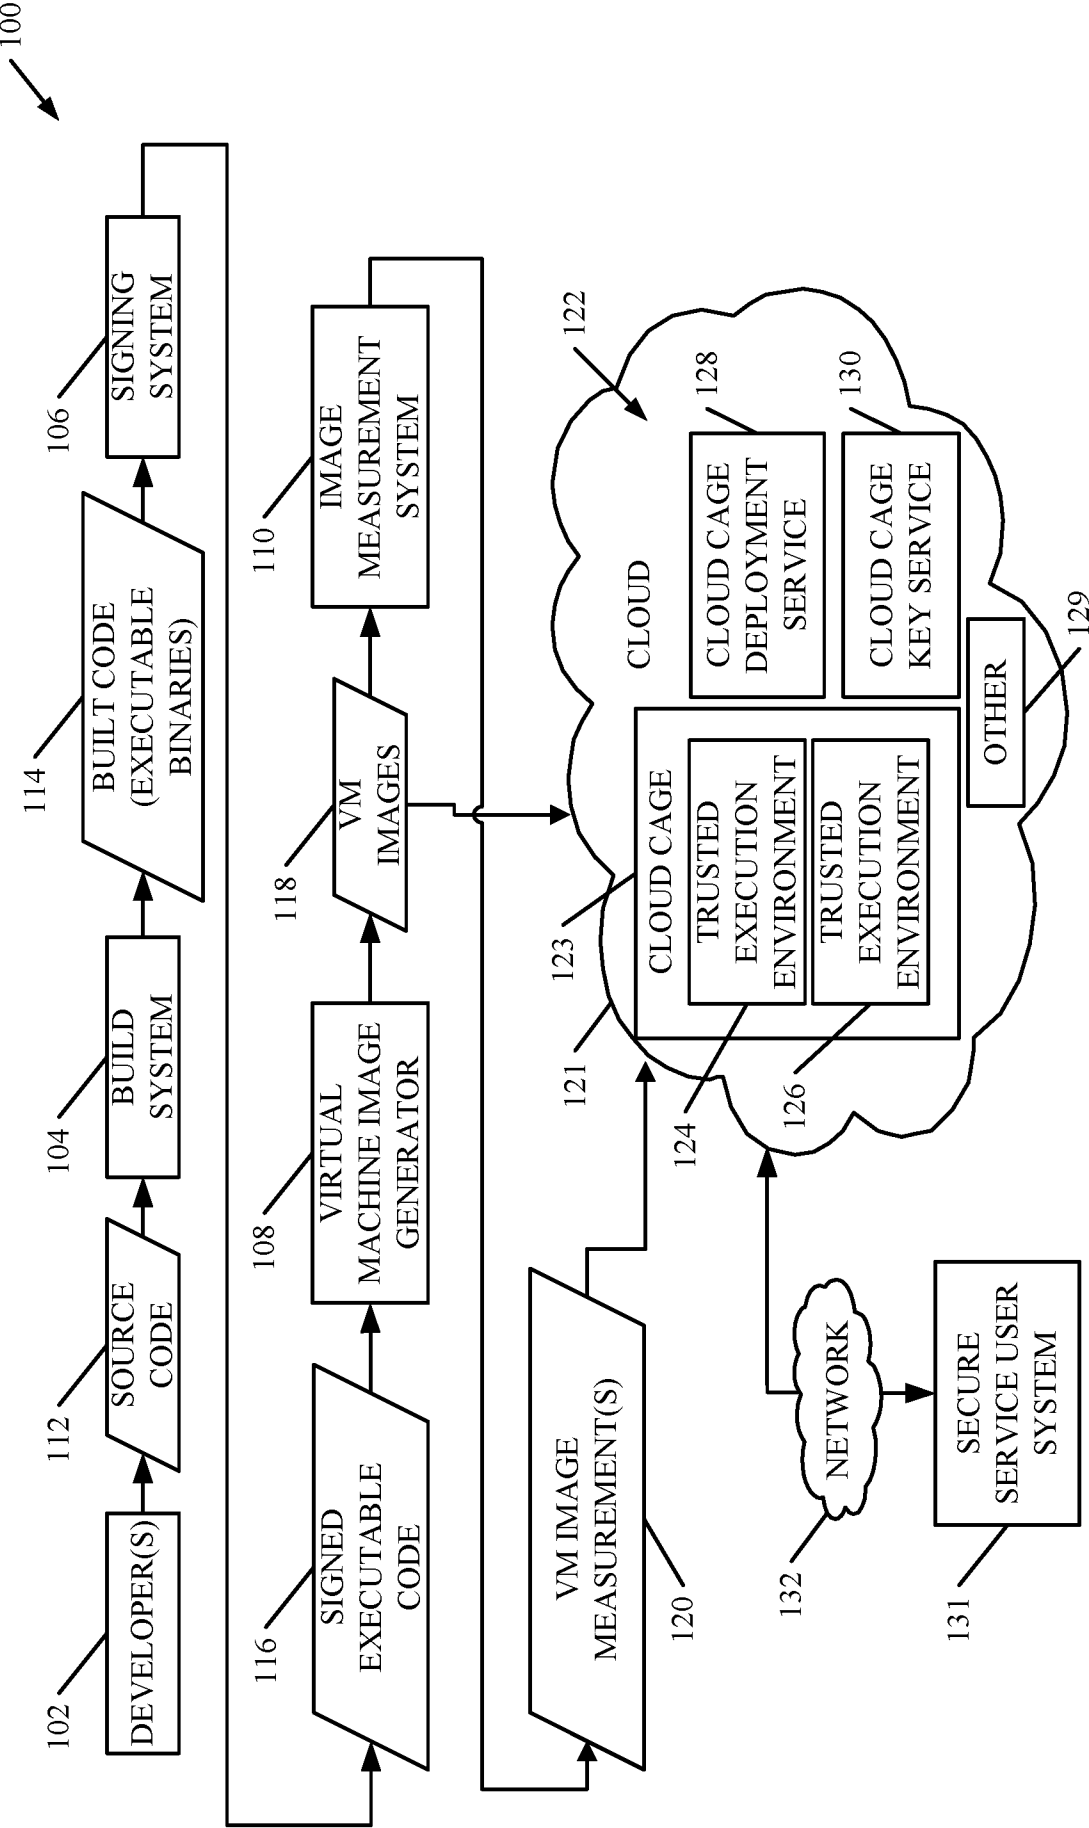 100
102
DEVELOPER(S)
112
SOURCE
CODE
104
BUILD
SYSTEM
114
BUILT CODE
(EXECUTABLE
BINARIES)
106
SIGNING
SYSTEM
116
SIGNED
EXECUTABLE
CODE
108
VIRTUAL
MACHINE IMAGE
GENERATOR
118
VM
IMAGES
110
IMAGE
MEASUREMENT
SYSTEM
VM IMAGE
MEASUREMENT(S)
120
121
123
122
CLOUD
CLOUD CAGE
TRUSTED
EXECUTION
ENVIRONMENT
124
TRUSTED
EXECUTION
ENVIRONMENT
126
CLOUD CAGE
DEPLOYMENT
SERVICE
128
CLOUD CAGE
KEY SERVICE
130
OTHER
129
NETWORK
132
SECURE
SERVICE USER
SYSTEM
131